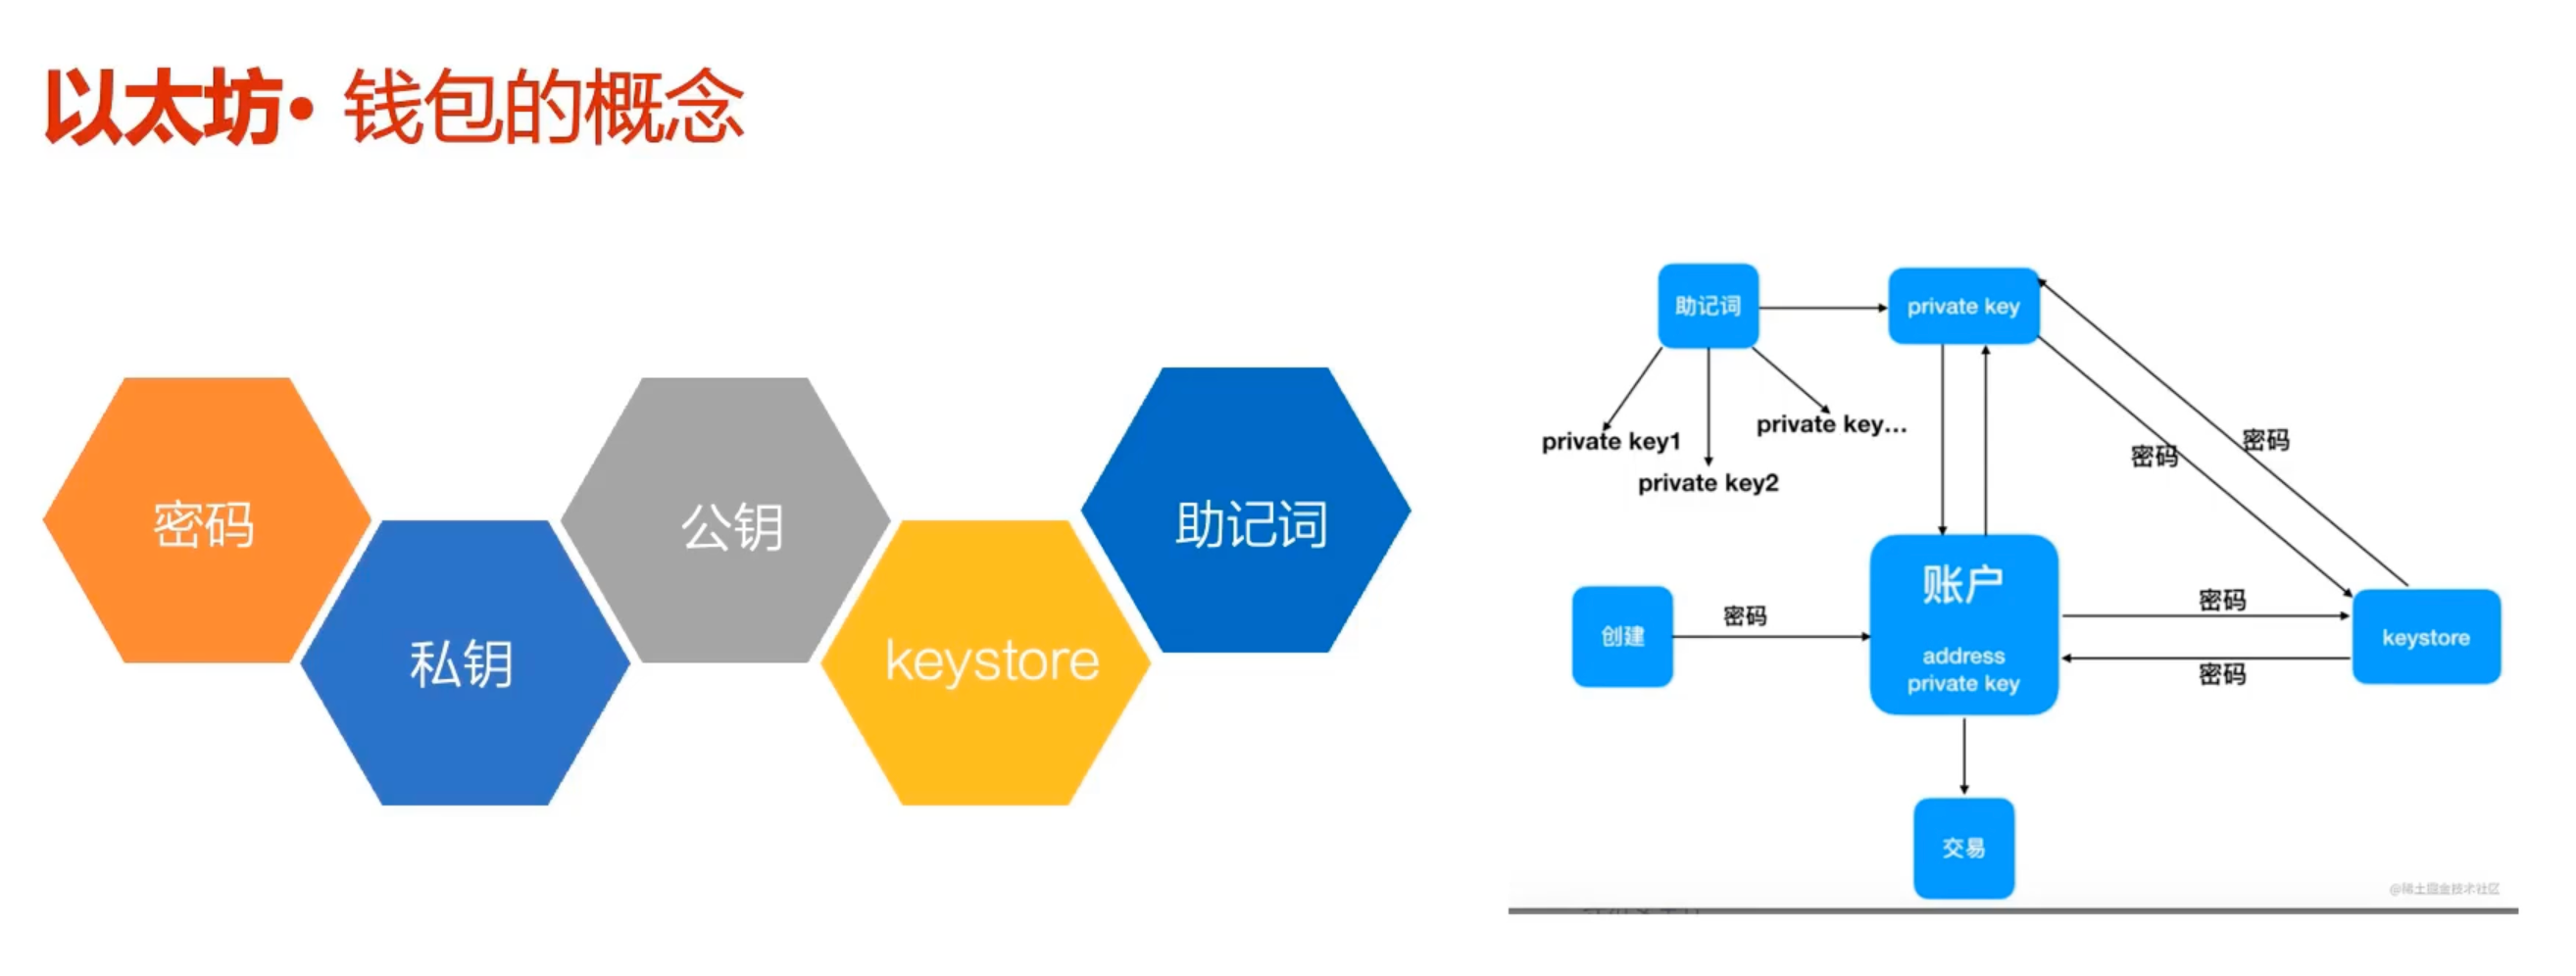 以太坊• 钱包的概念
密码
私钥
公钥
keystore
助记词
助记词
private key
private key1
private key2
private key...
密码
密码
创建
密码
账户
address
private key
密码
密码
keystore
交易
@稀土掘金技术社区